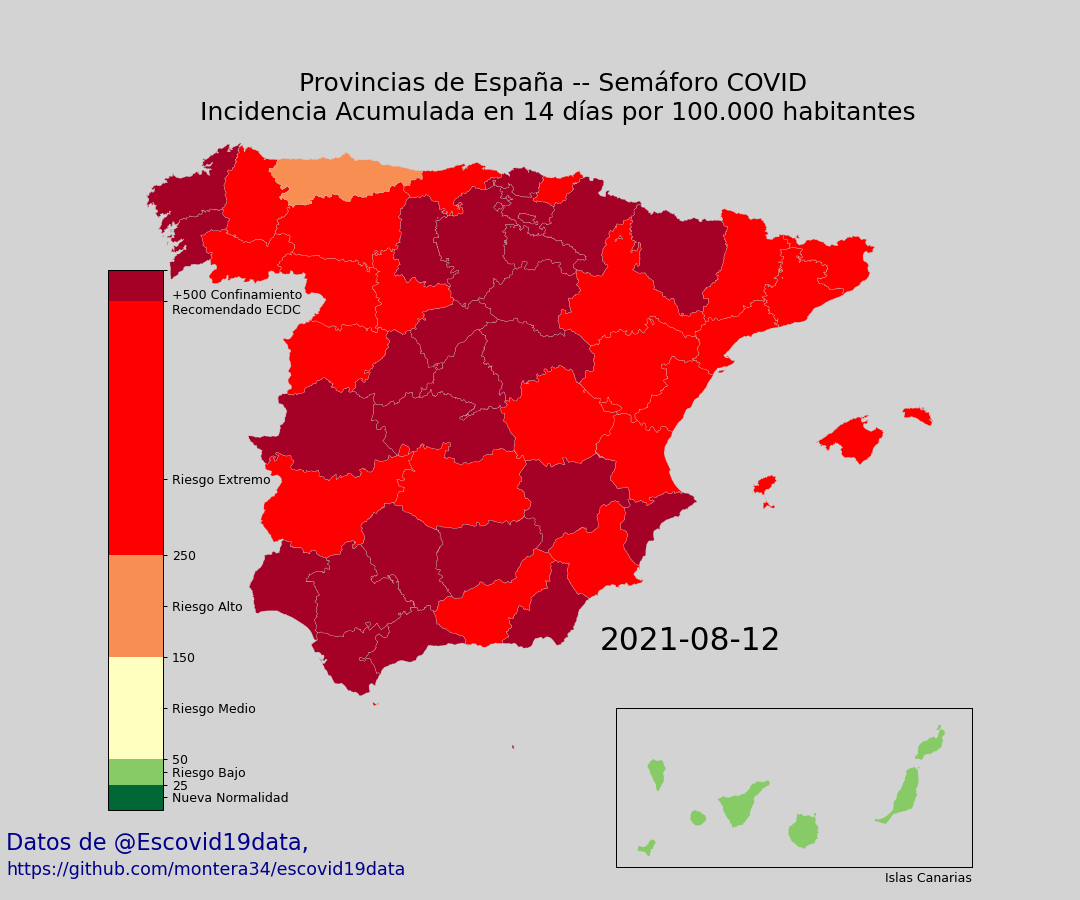 Provincias de España -- Semáforo COVID
Incidencia Acumulada en 14 días por 100.000 habitantes
+500 Confinamiento
Recomendado ECDC
Riesgo Extremo
250
Riesgo Alto
150
Riesgo Medio
50
Riesgo Bajo
25
Nueva Normalidad
2021-08-12
Islas Canarias
Datos de @Escovid19data,
https://github.com/montera34/escovid19data